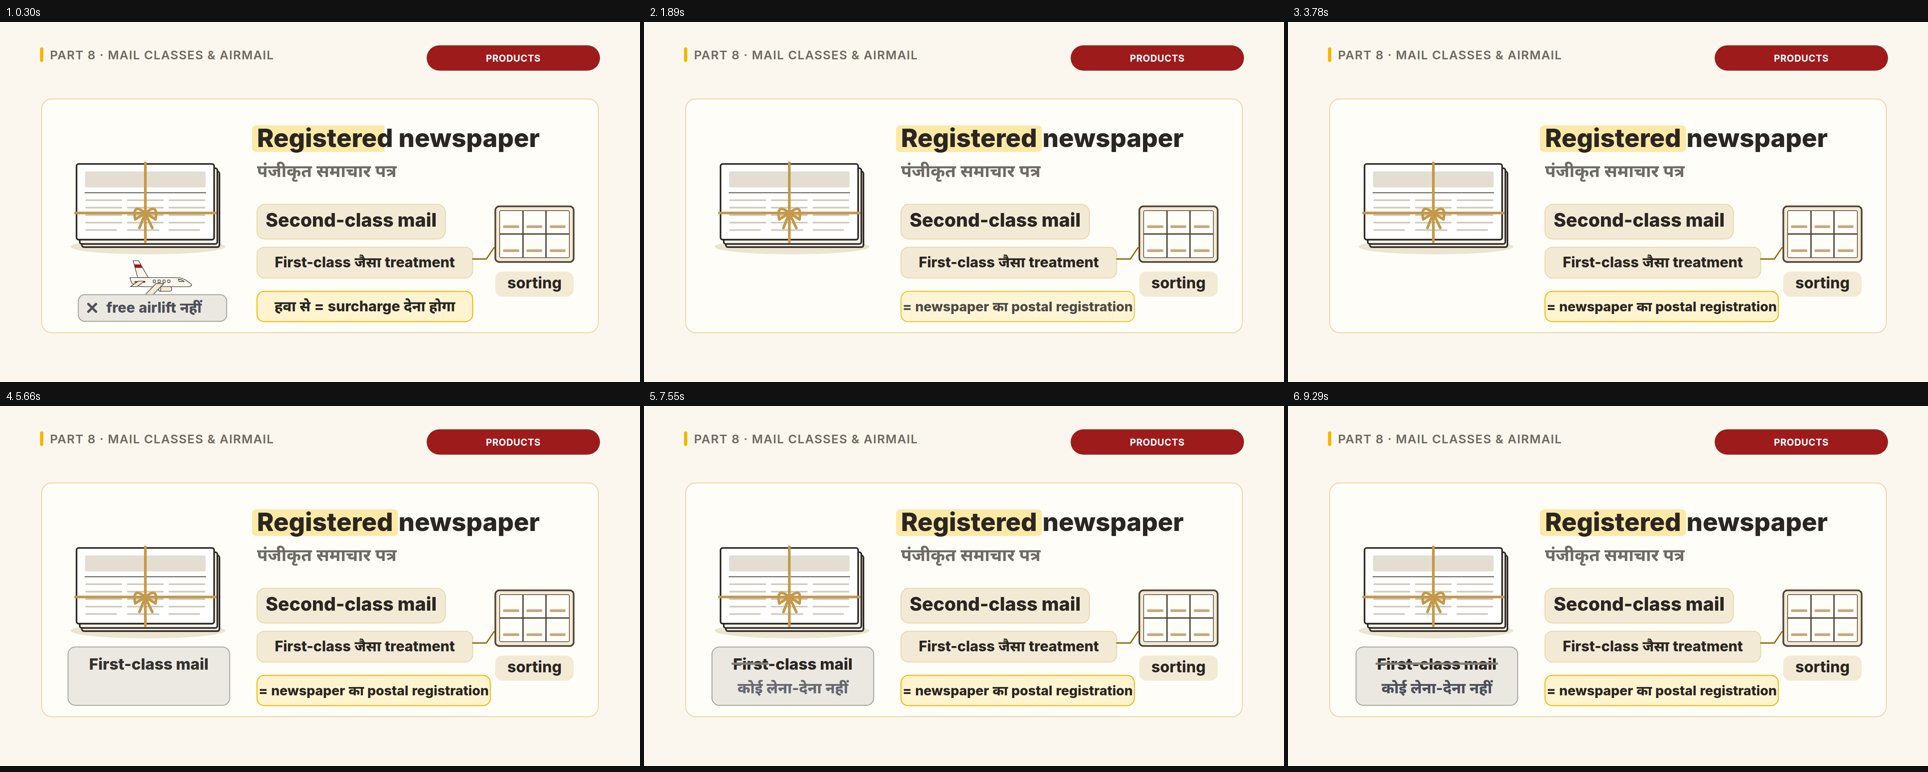 1. 0.30s
PART 8 · MAIL CLASSES & AIRMAIL
PRODUCTS
Registered newspaper
पंजीकृत समाचार पत्र
Second-class mail
First-class जैसा treatment
sorting
✕ free airlift नहीं
हवा से = surcharge देना होगा
2. 1.89s
PART 8 · MAIL CLASSES & AIRMAIL
PRODUCTS
Registered newspaper
पंजीकृत समाचार पत्र
Second-class mail
First-class जैसा treatment
sorting
= newspaper का postal registration
3. 3.78s
PART 8 · MAIL CLASSES & AIRMAIL
PRODUCTS
Registered newspaper
पंजीकृत समाचार पत्र
Second-class mail
First-class जैसा treatment
sorting
= newspaper का postal registration
4. 5.66s
PART 8 · MAIL CLASSES & AIRMAIL
PRODUCTS
Registered newspaper
पंजीकृत समाचार पत्र
Second-class mail
First-class जैसा treatment
First-class mail
sorting
= newspaper का postal registration
5. 7.55s
PART 8 · MAIL CLASSES & AIRMAIL
PRODUCTS
Registered newspaper
पंजीकृत समाचार पत्र
Second-class mail
First-class जैसा treatment
First-class mail
sorting
कोई लेना-देना नहीं
= newspaper का postal registration
6. 9.29s
PART 8 · MAIL CLASSES & AIRMAIL
PRODUCTS
Registered newspaper
पंजीकृत समाचार पत्र
Second-class mail
First-class जैसा treatment
First-class mail
sorting
कोई लेना-देना नहीं
= newspaper का postal registration